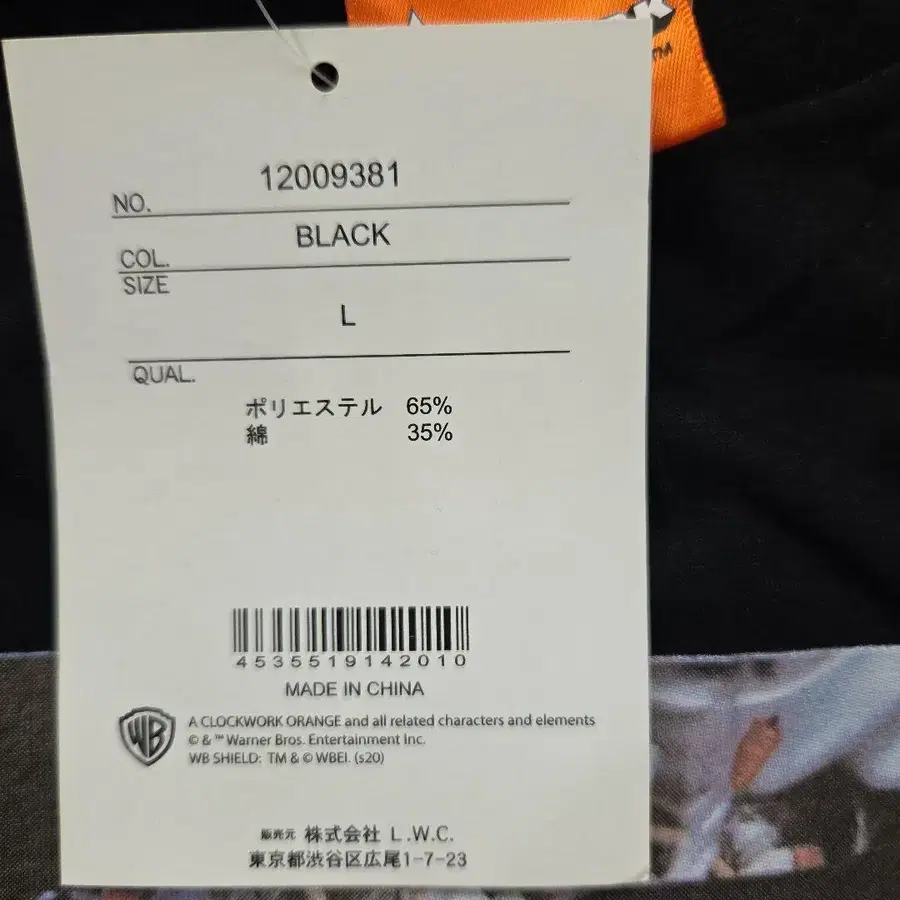 TM
12009381
NO.
BLACK
COL.
SIZE
L
QUAL.
ポリエステル 65%
綿 35%
4535519142010
MADE IN CHINA
WB
A CLOCKWORK ORANGE and all related characters and elements
© & ™ Warner Bros. Entertainment Inc.
WB SHIELD: TM & © WBEI. (s20)
販売元 株式会社 L.W.C.
東京都渋谷区広尾1-7-23